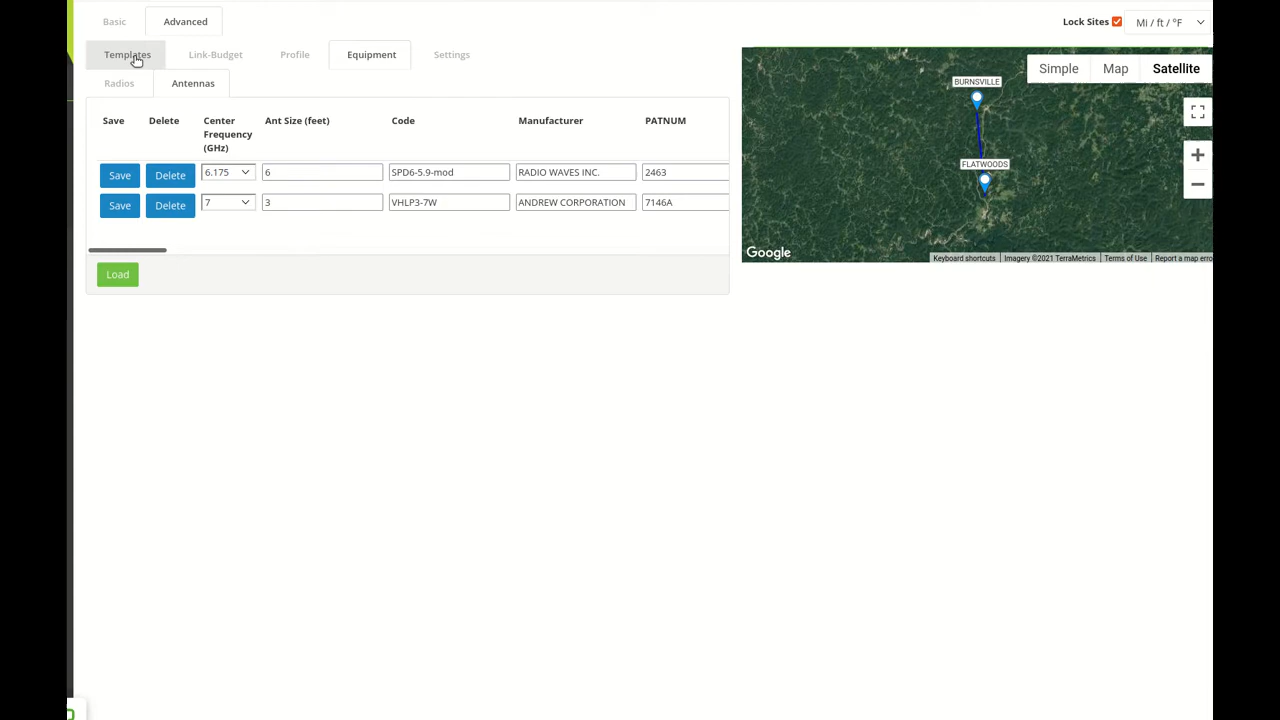 Basic Advanced Lock Sites Mi / ft / °F
Templates Link-Budget Profile Equipment Settings
Radios Antennas
Save Delete Center Frequency (GHz) Ant Size (feet) Code Manufacturer PATNUM
Save Delete 6.175 6 SPD6-5.9-mod RADIO WAVES INC. 2463
Save Delete 7 3 VHLP3-7W ANDREW CORPORATION 7146A
Load
Simple Map Satellite
BURNSVILLE
FLATWOODS
Google
Keyboard shortcuts Imagery ©2021 TerraMetrics Terms of Use Report a map erro